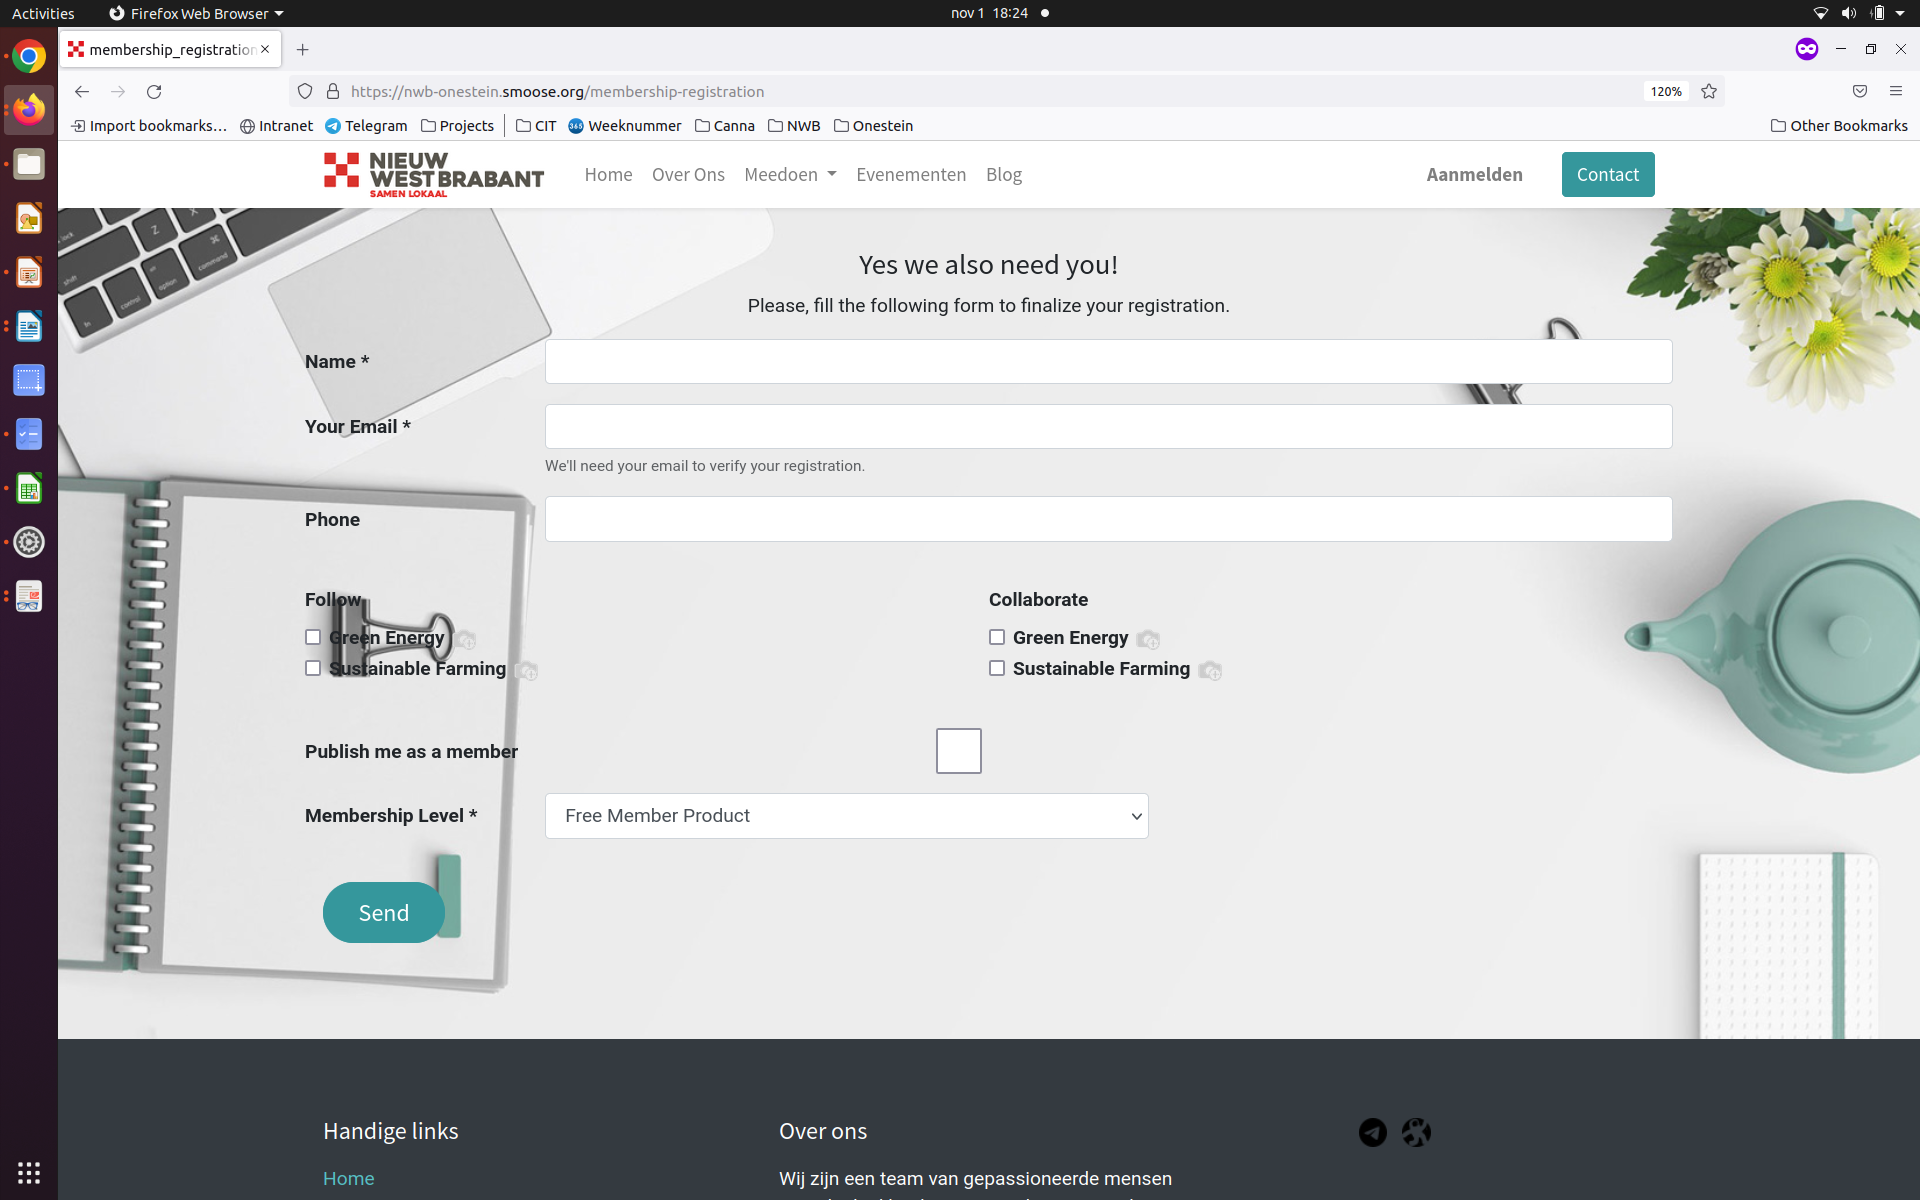 Activities
Firefox Web Browser
nov 1 18:24
membership_registration
https://nwb-onestein.smoose.org/membership-registration
120%
Import bookmarks...
Intranet
Telegram
Projects
CIT
365
Weeknummer
Canna
NWB
Onestein
Other Bookmarks
NIEUW
WESTBRABANT
SAMEN LOKAAL
Home
Over Ons
Meedoen
Evenementen
Blog
Aanmelden
Contact
Yes we also need you!
Please, fill the following form to finalize your registration.
Name *
Your Email *
We'll need your email to verify your registration.
Phone
Follow
Green Energy
Sustainable Farming
Collaborate
Green Energy
Sustainable Farming
Publish me as a member
Membership Level *
Free Member Product
Send
Handige links
Home
Over ons
Wij zijn een team van gepassioneerde mensen